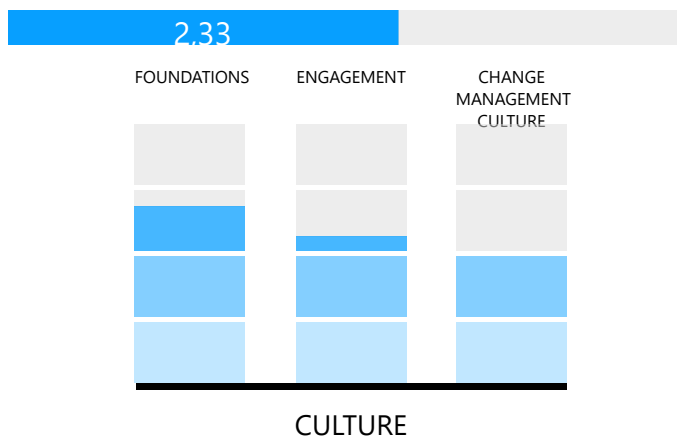 2,33
FOUNDATIONS
ENGAGEMENT
CHANGE
MANAGEMENT
CULTURE
CULTURE